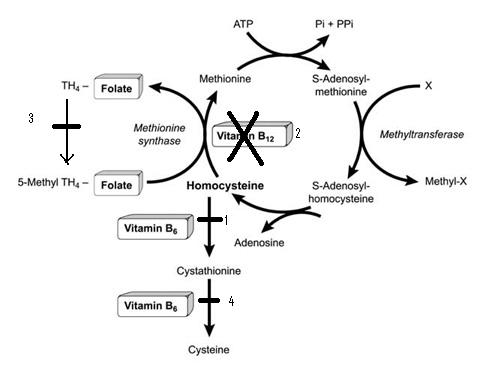 ATP
Pi + PPi
Methionine
S-Adenosyl-
methionine
X
TH₄ –
Folate
3
Methionine
synthase
Vitamin B₁₂
2
Methyltransferase
5-Methyl TH₄ –
Folate
Homocysteine
S-Adenosyl-
homocysteine
Methyl-X
Vitamin B₆
1
Adenosine
Cystathionine
Vitamin B₆
4
Cysteine